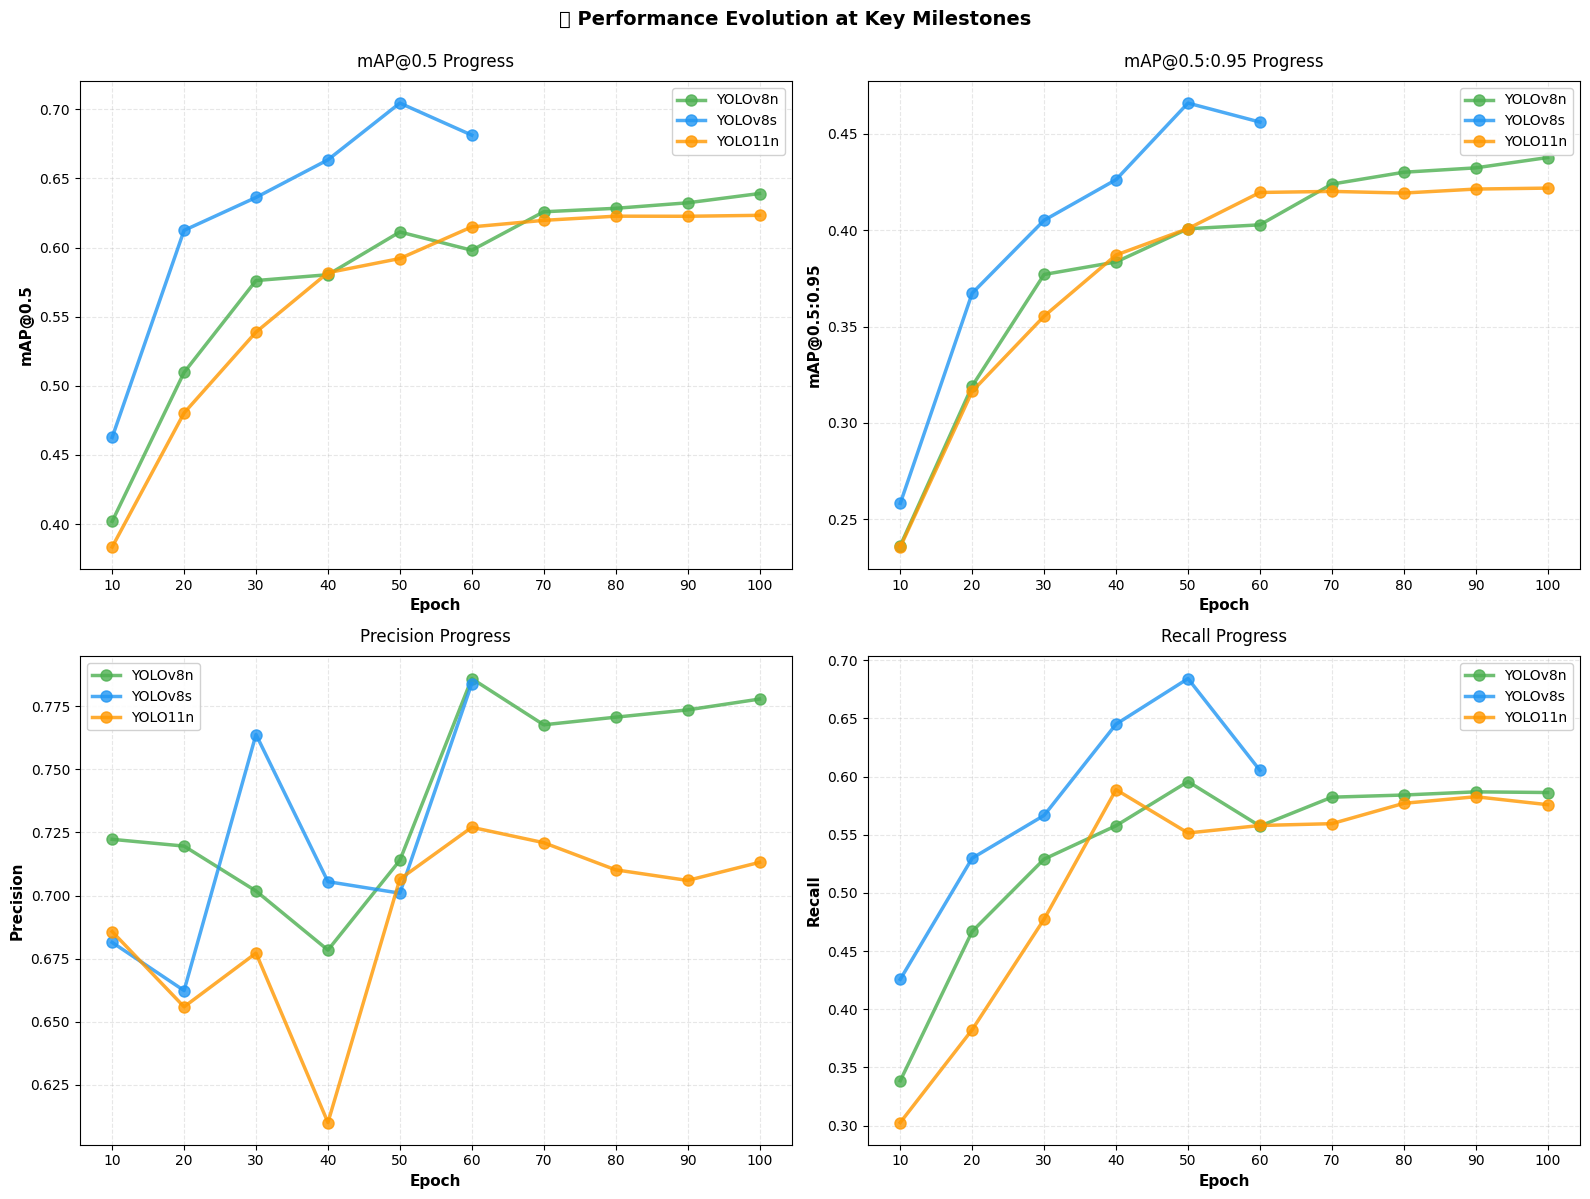 Performance Evolution at Key Milestones
mAP@0.5 Progress
YOLOv8n
YOLOv8s
YOLO11n
0.70
0.65
0.60
0.55
0.50
0.45
0.40
mAP@0.5
10 20 30 40 50 60 70 80 90 100
Epoch
mAP@0.5:0.95 Progress
YOLOv8n
YOLOv8s
YOLO11n
0.45
0.40
0.35
0.30
0.25
mAP@0.5:0.95
10 20 30 40 50 60 70 80 90 100
Epoch
Precision Progress
YOLOv8n
YOLOv8s
YOLO11n
0.775
0.750
0.725
0.700
0.675
0.650
0.625
Precision
10 20 30 40 50 60 70 80 90 100
Epoch
Recall Progress
YOLOv8n
YOLOv8s
YOLO11n
0.70
0.65
0.60
0.55
0.50
0.45
0.40
0.35
0.30
Recall
10 20 30 40 50 60 70 80 90 100
Epoch